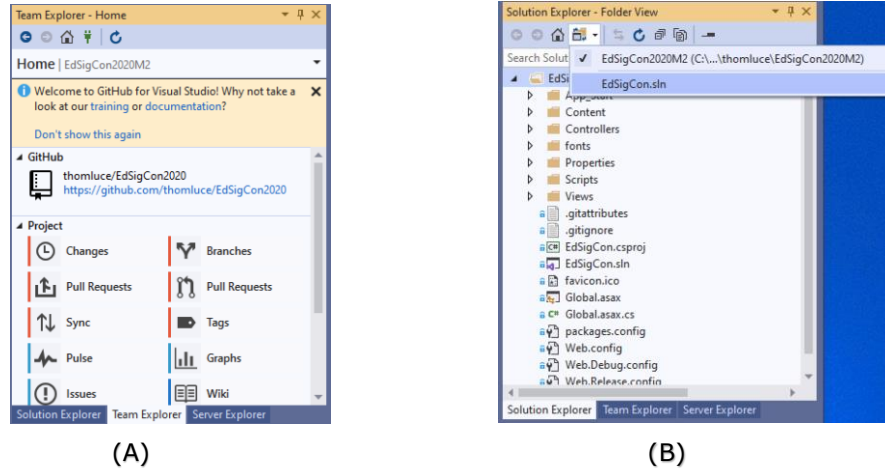 Team Explorer - Home
Home | EdSigCon2020M2
Welcome to GitHub for Visual Studio! Why not take a
look at our training or documentation?
Don't show this again
GitHub
thomluce/EdSigCon2020
https://github.com/thomluce/EdSigCon2020
Project
Changes
Branches
Pull Requests
Pull Requests
Sync
Tags
Pulse
Graphs
Issues
Wiki
Solution Explorer Team Explorer Server Explorer
(A)
Solution Explorer - Folder View
Search Solut
EdSigCon2020M2 (C:\...\thomluce\EdSigCon2020M2)
EdSigCon.sln
EdSi
App_Start
Content
Controllers
fonts
Properties
Scripts
Views
.gitattributes
.gitignore
EdSigCon.csproj
EdSigCon.sln
favicon.ico
Global.asax
Global.asax.cs
packages.config
Web.config
Web.Debug.config
Web.Release.config
Solution Explorer Team Explorer Server Explorer
(B)